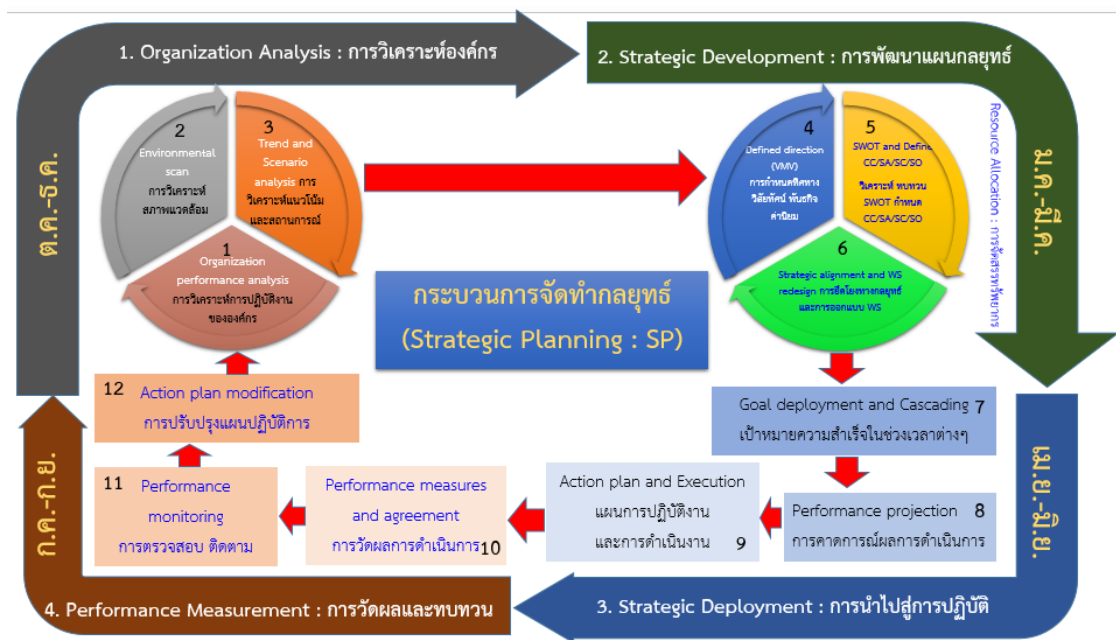 1. Organization Analysis : การวิเคราะห์องค์กร
2. Strategic Development : การพัฒนาแผนกลยุทธ์
ต.ค.-ธ.ค.
2
Environmental
scan
การวิเคราะห์
สภาพแวดล้อม
3
Trend and
Scenario
analysis การ
วิเคราะห์แนวโน้ม
และสถานการณ์
1
Organization
performance analysis
การวิเคราะห์การปฏิบัติงาน
ขององค์กร
4
Defined direction
(VMV)
การกำหนดทิศทาง
วิสัยทัศน์ พันธกิจ
ค่านิยม
5
SWOT and Define
CC/SA/SC/SO
วิเคราะห์ ทบทวน
SWOT กำหนด
CC/SA/SC/SO
6
Strategic alignment and WS
redesign การยึดโยงทางกลยุทธ์
และการออกแบบ WS
Resource Allocation : การจัดสรรทรัพยากร
ม.ค.-มี.ค.
กระบวนการจัดทำกลยุทธ์
(Strategic Planning : SP)
12 Action plan modification
การปรับปรุงแผนปฏิบัติการ
Goal deployment and Cascading 7
เป้าหมายความสำเร็จในช่วงเวลาต่างๆ
ก.ค.-ก.ย.
11 Performance
monitoring
การตรวจสอบ ติดตาม
Performance measures
and agreement
การวัดผลการดำเนินการ 10
Action plan and Execution
แผนการปฏิบัติงาน
และการดำเนินงาน 9
Performance projection 8
การคาดการณ์ผลการดำเนินการ
เม.ย.-มิ.ย.
4. Performance Measurement : การวัดผลและทบทวน
3. Strategic Deployment : การนำไปสู่การปฏิบัติ